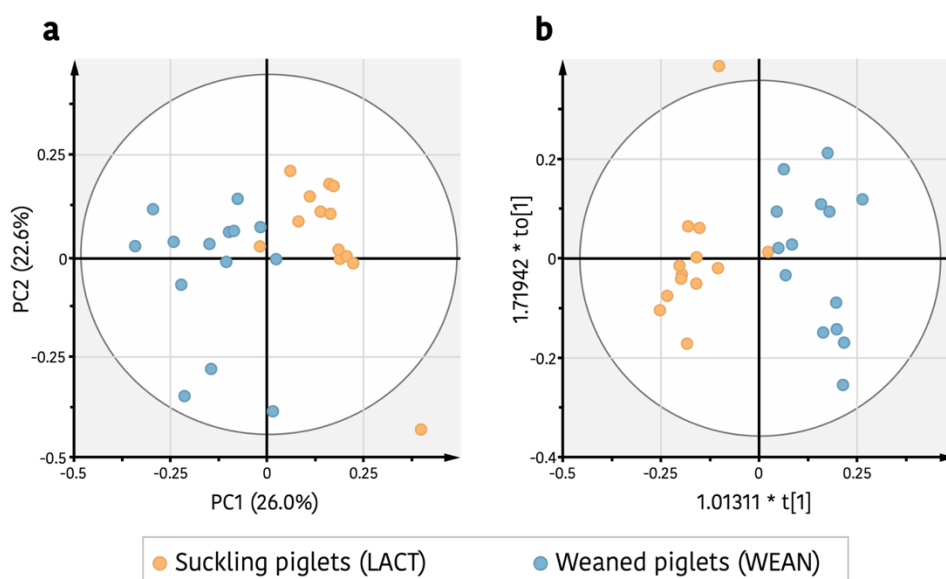 a
b
0.25
0
-0.25
-0.5
-0.5
-0.25
0
0.25
PC2 (22.6%)
PC1 (26.0%)
0.2
0
-0.2
-0.4
-0.5
-0.25
0
0.25
1.71942 * to[1]
1.01311 * t[1]
Suckling piglets (LACT)
Weaned piglets (WEAN)